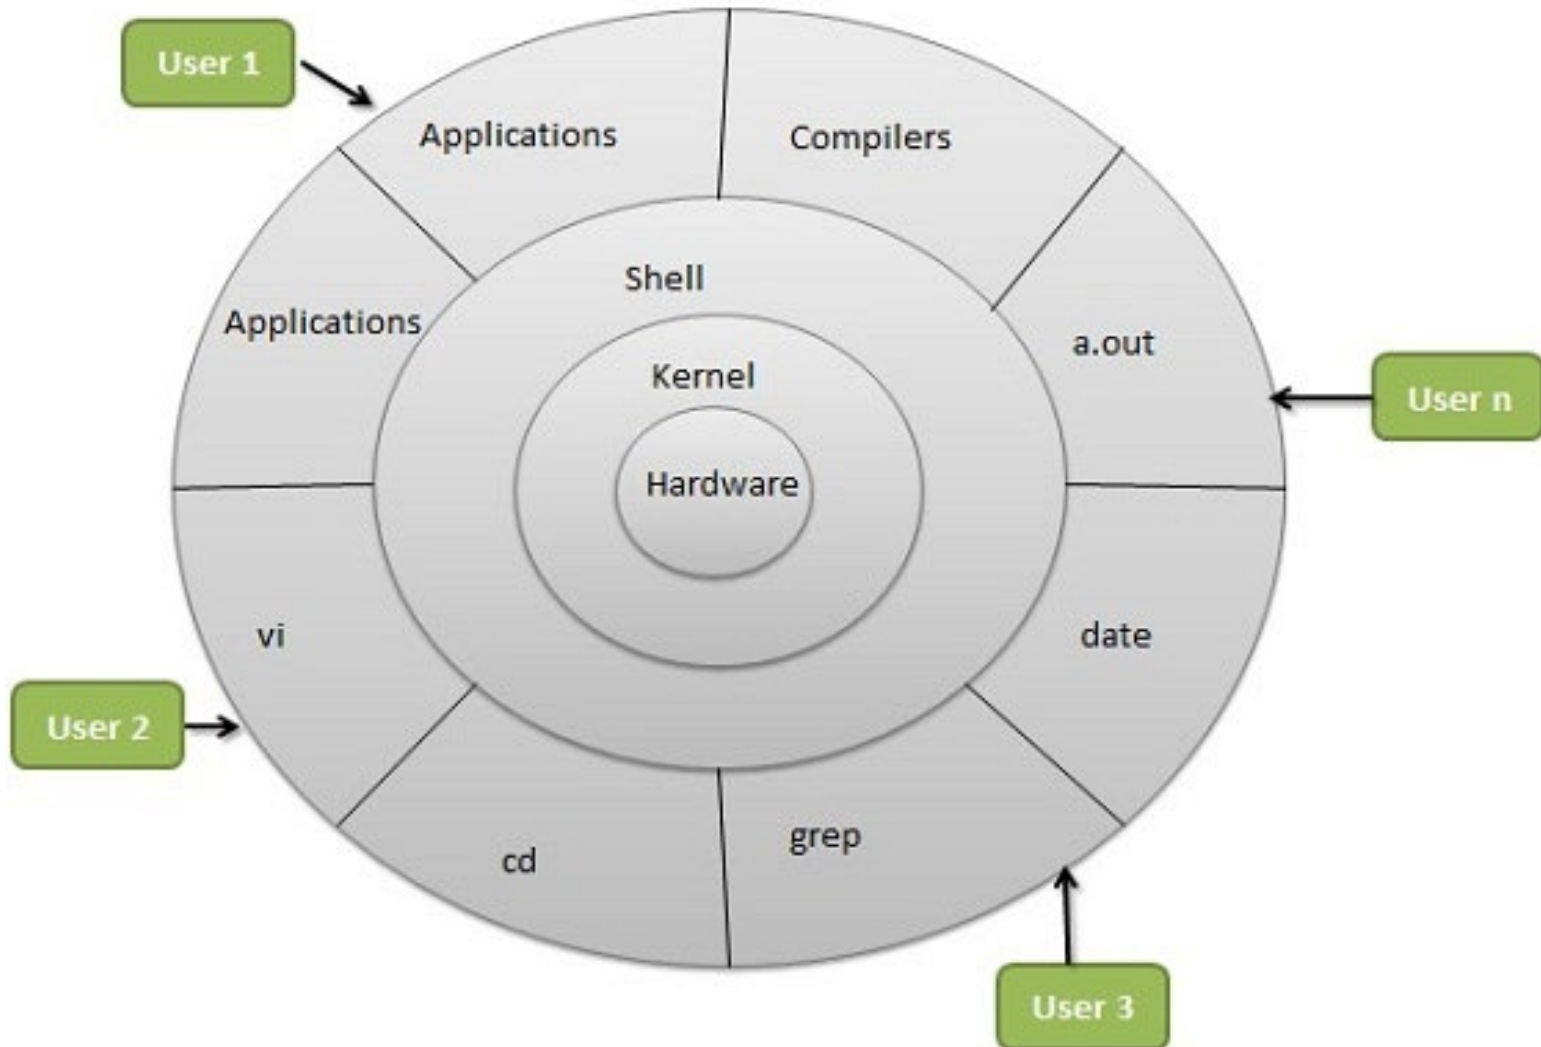 User 1
Applications
Compilers
Shell
Applications
a.out
Kernel
User n
Hardware
vi
date
User 2
grep
cd
User 3